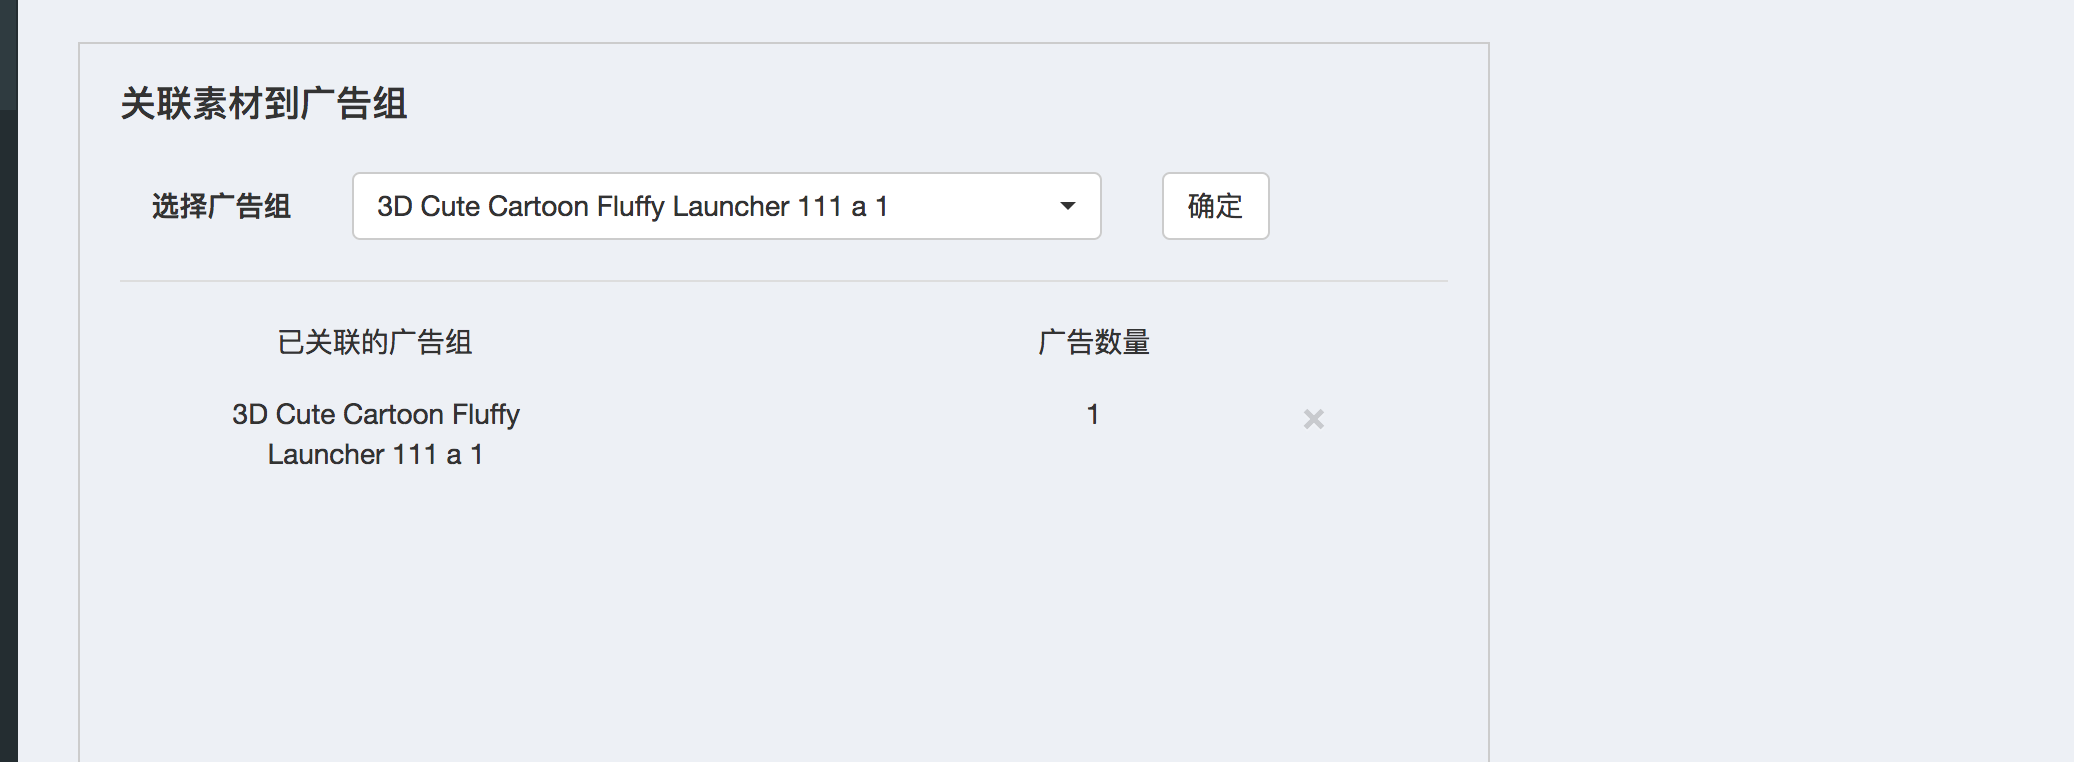 关联素材到广告组
选择广告组
3D Cute Cartoon Fluffy Launcher 111 a 1
确定
已关联的广告组
广告数量
3D Cute Cartoon Fluffy
Launcher 111 a 1
1
×